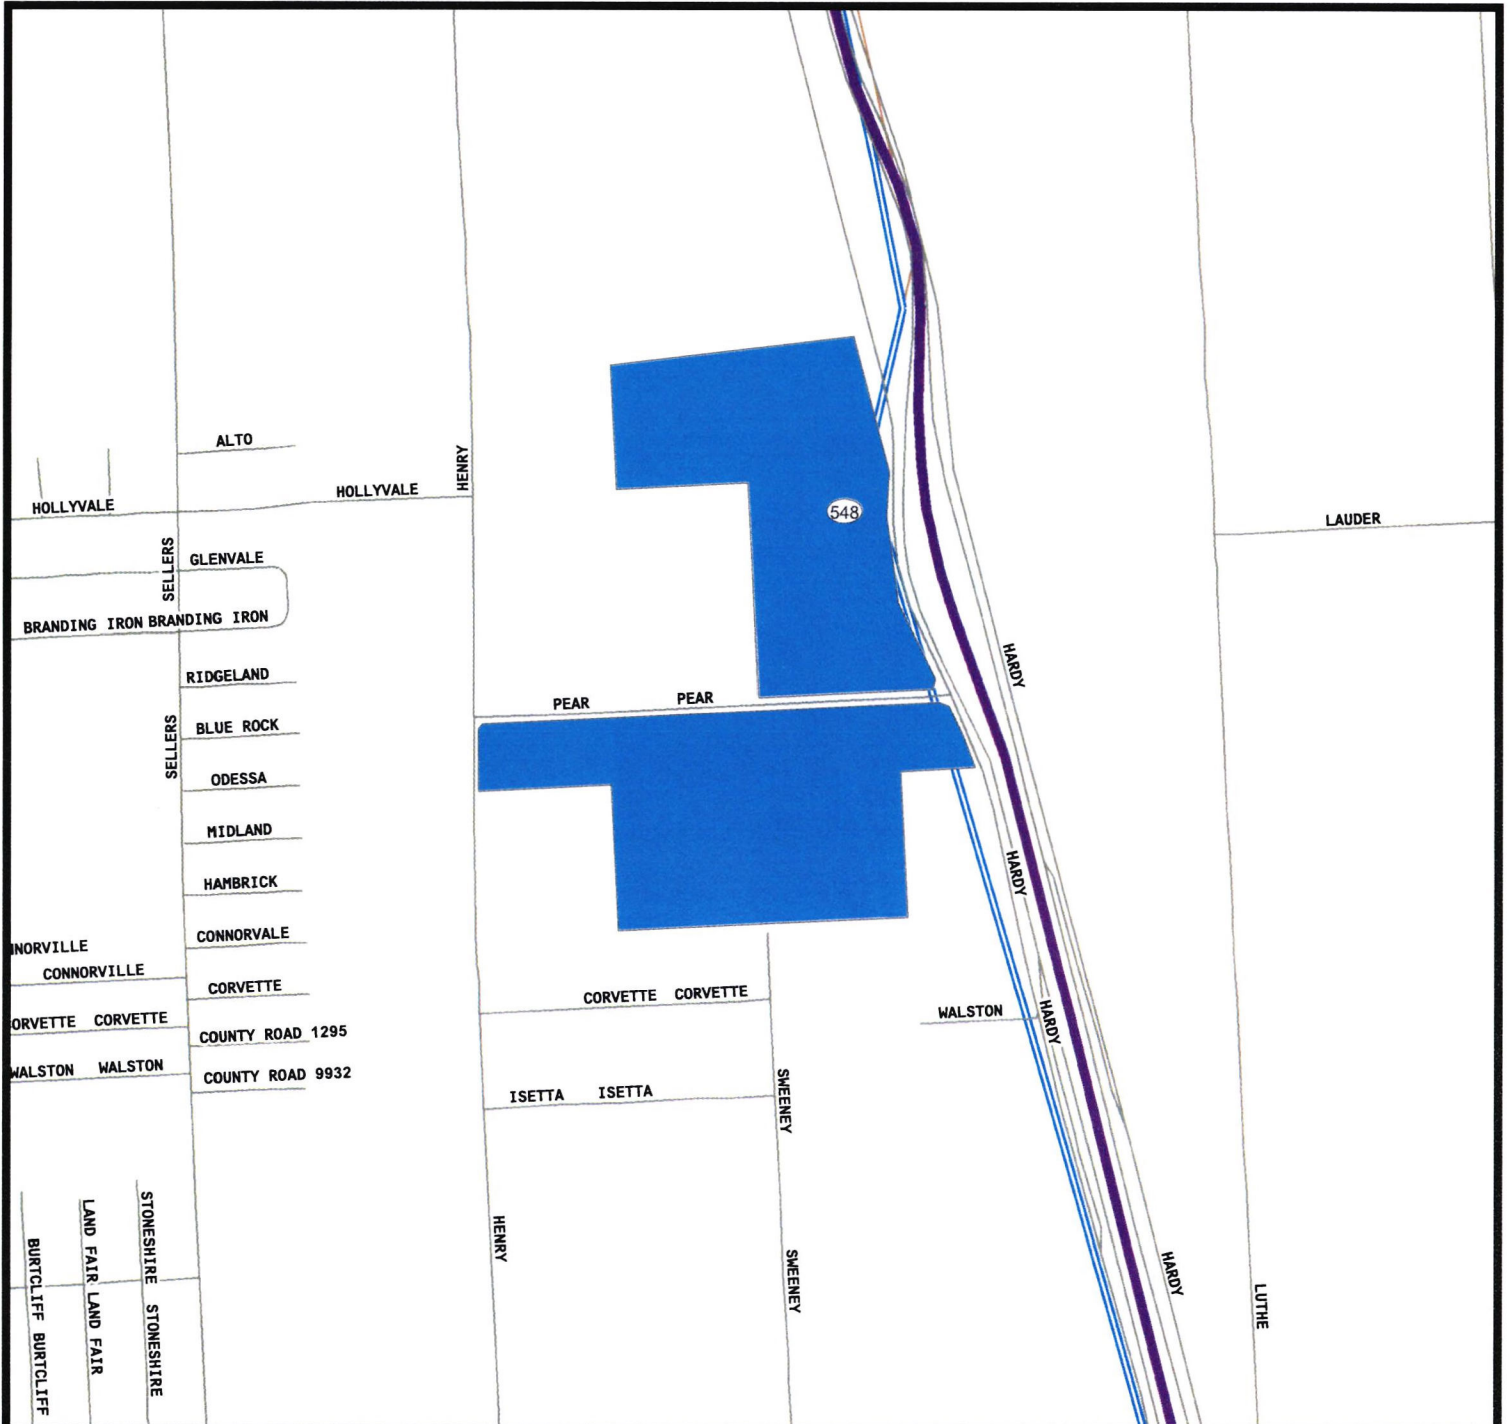 ALTO
HENRY
HOLLYVALE
HOLLYVALE
548
LAUDER
SELLERS
GLENVALE
BRANDING IRON BRANDING IRON
HARDY
RIDGELAND
PEAR PEAR
SELLERS
BLUE ROCK
ODESSA
MIDLAND
HARDY
HAMBRICK
CONNORVALE
NNORVILLE
CONNORVILLE
CORVETTE
CORVETTE CORVETTE
WALSTON
HARDY
ORVETTE CORVETTE
COUNTY ROAD 1295
WALSTON WALSTON
COUNTY ROAD 9932
ISETTA ISETTA
SWEENEY
STONESHIRE STONESHIRE
LAND FAIR LAND FAIR
BURTCLIFF BURTCLIFF
HENRY
SWEENEY
HARDY
LUTHE